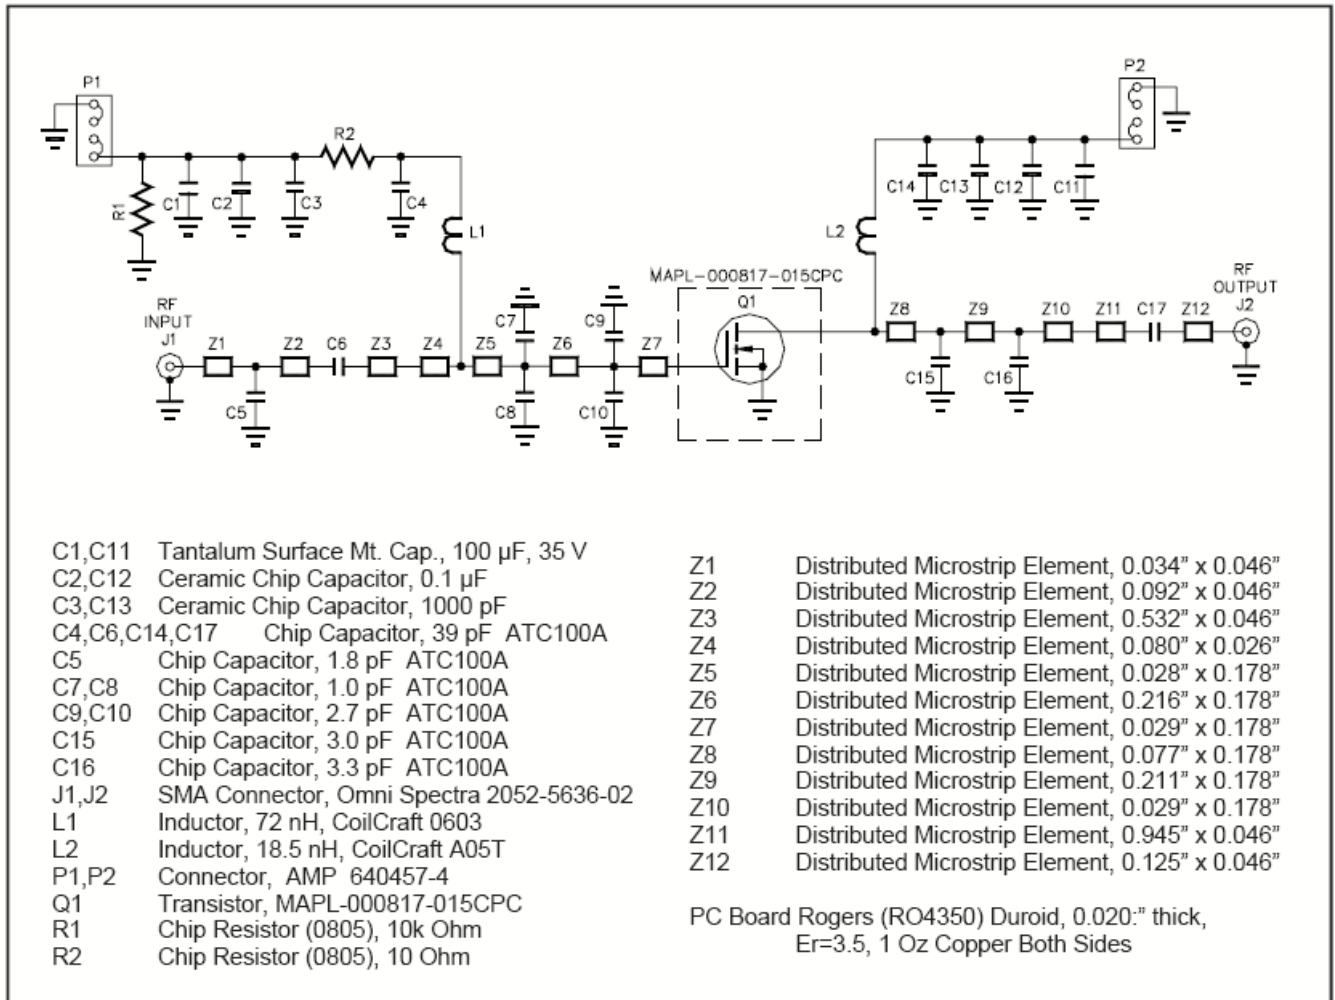 P1
P2
R2
R1
C1
C2
C3
C4
L1
C14
C13
C12
C11
L2
MAPL-000817-015CPC
Q1
RF
INPUT
J1
RF
OUTPUT
J2
Z1
Z2
C6
Z3
Z4
Z5
C7
Z6
C9
Z7
Z8
Z9
Z10
Z11
C17
Z12
C5
C8
C10
C15
C16
C1,C11 Tantalum Surface Mt. Cap., 100 µF, 35 V
C2,C12 Ceramic Chip Capacitor, 0.1 µF
C3,C13 Ceramic Chip Capacitor, 1000 pF
C4,C6,C14,C17 Chip Capacitor, 39 pF ATC100A
C5 Chip Capacitor, 1.8 pF ATC100A
C7,C8 Chip Capacitor, 1.0 pF ATC100A
C9,C10 Chip Capacitor, 2.7 pF ATC100A
C15 Chip Capacitor, 3.0 pF ATC100A
C16 Chip Capacitor, 3.3 pF ATC100A
J1,J2 SMA Connector, Omni Spectra 2052-5636-02
L1 Inductor, 72 nH, CoilCraft 0603
L2 Inductor, 18.5 nH, CoilCraft A05T
P1,P2 Connector, AMP 640457-4
Q1 Transistor, MAPL-000817-015CPC
R1 Chip Resistor (0805), 10k Ohm
R2 Chip Resistor (0805), 10 Ohm
Z1 Distributed Microstrip Element, 0.034” x 0.046”
Z2 Distributed Microstrip Element, 0.092” x 0.046”
Z3 Distributed Microstrip Element, 0.532” x 0.046”
Z4 Distributed Microstrip Element, 0.080” x 0.026”
Z5 Distributed Microstrip Element, 0.028” x 0.178”
Z6 Distributed Microstrip Element, 0.216” x 0.178”
Z7 Distributed Microstrip Element, 0.029” x 0.178”
Z8 Distributed Microstrip Element, 0.077” x 0.178”
Z9 Distributed Microstrip Element, 0.211” x 0.178”
Z10 Distributed Microstrip Element, 0.029” x 0.178”
Z11 Distributed Microstrip Element, 0.945” x 0.046”
Z12 Distributed Microstrip Element, 0.125” x 0.046”
PC Board Rogers (RO4350) Duroid, 0.020:” thick,
Er=3.5, 1 Oz Copper Both Sides